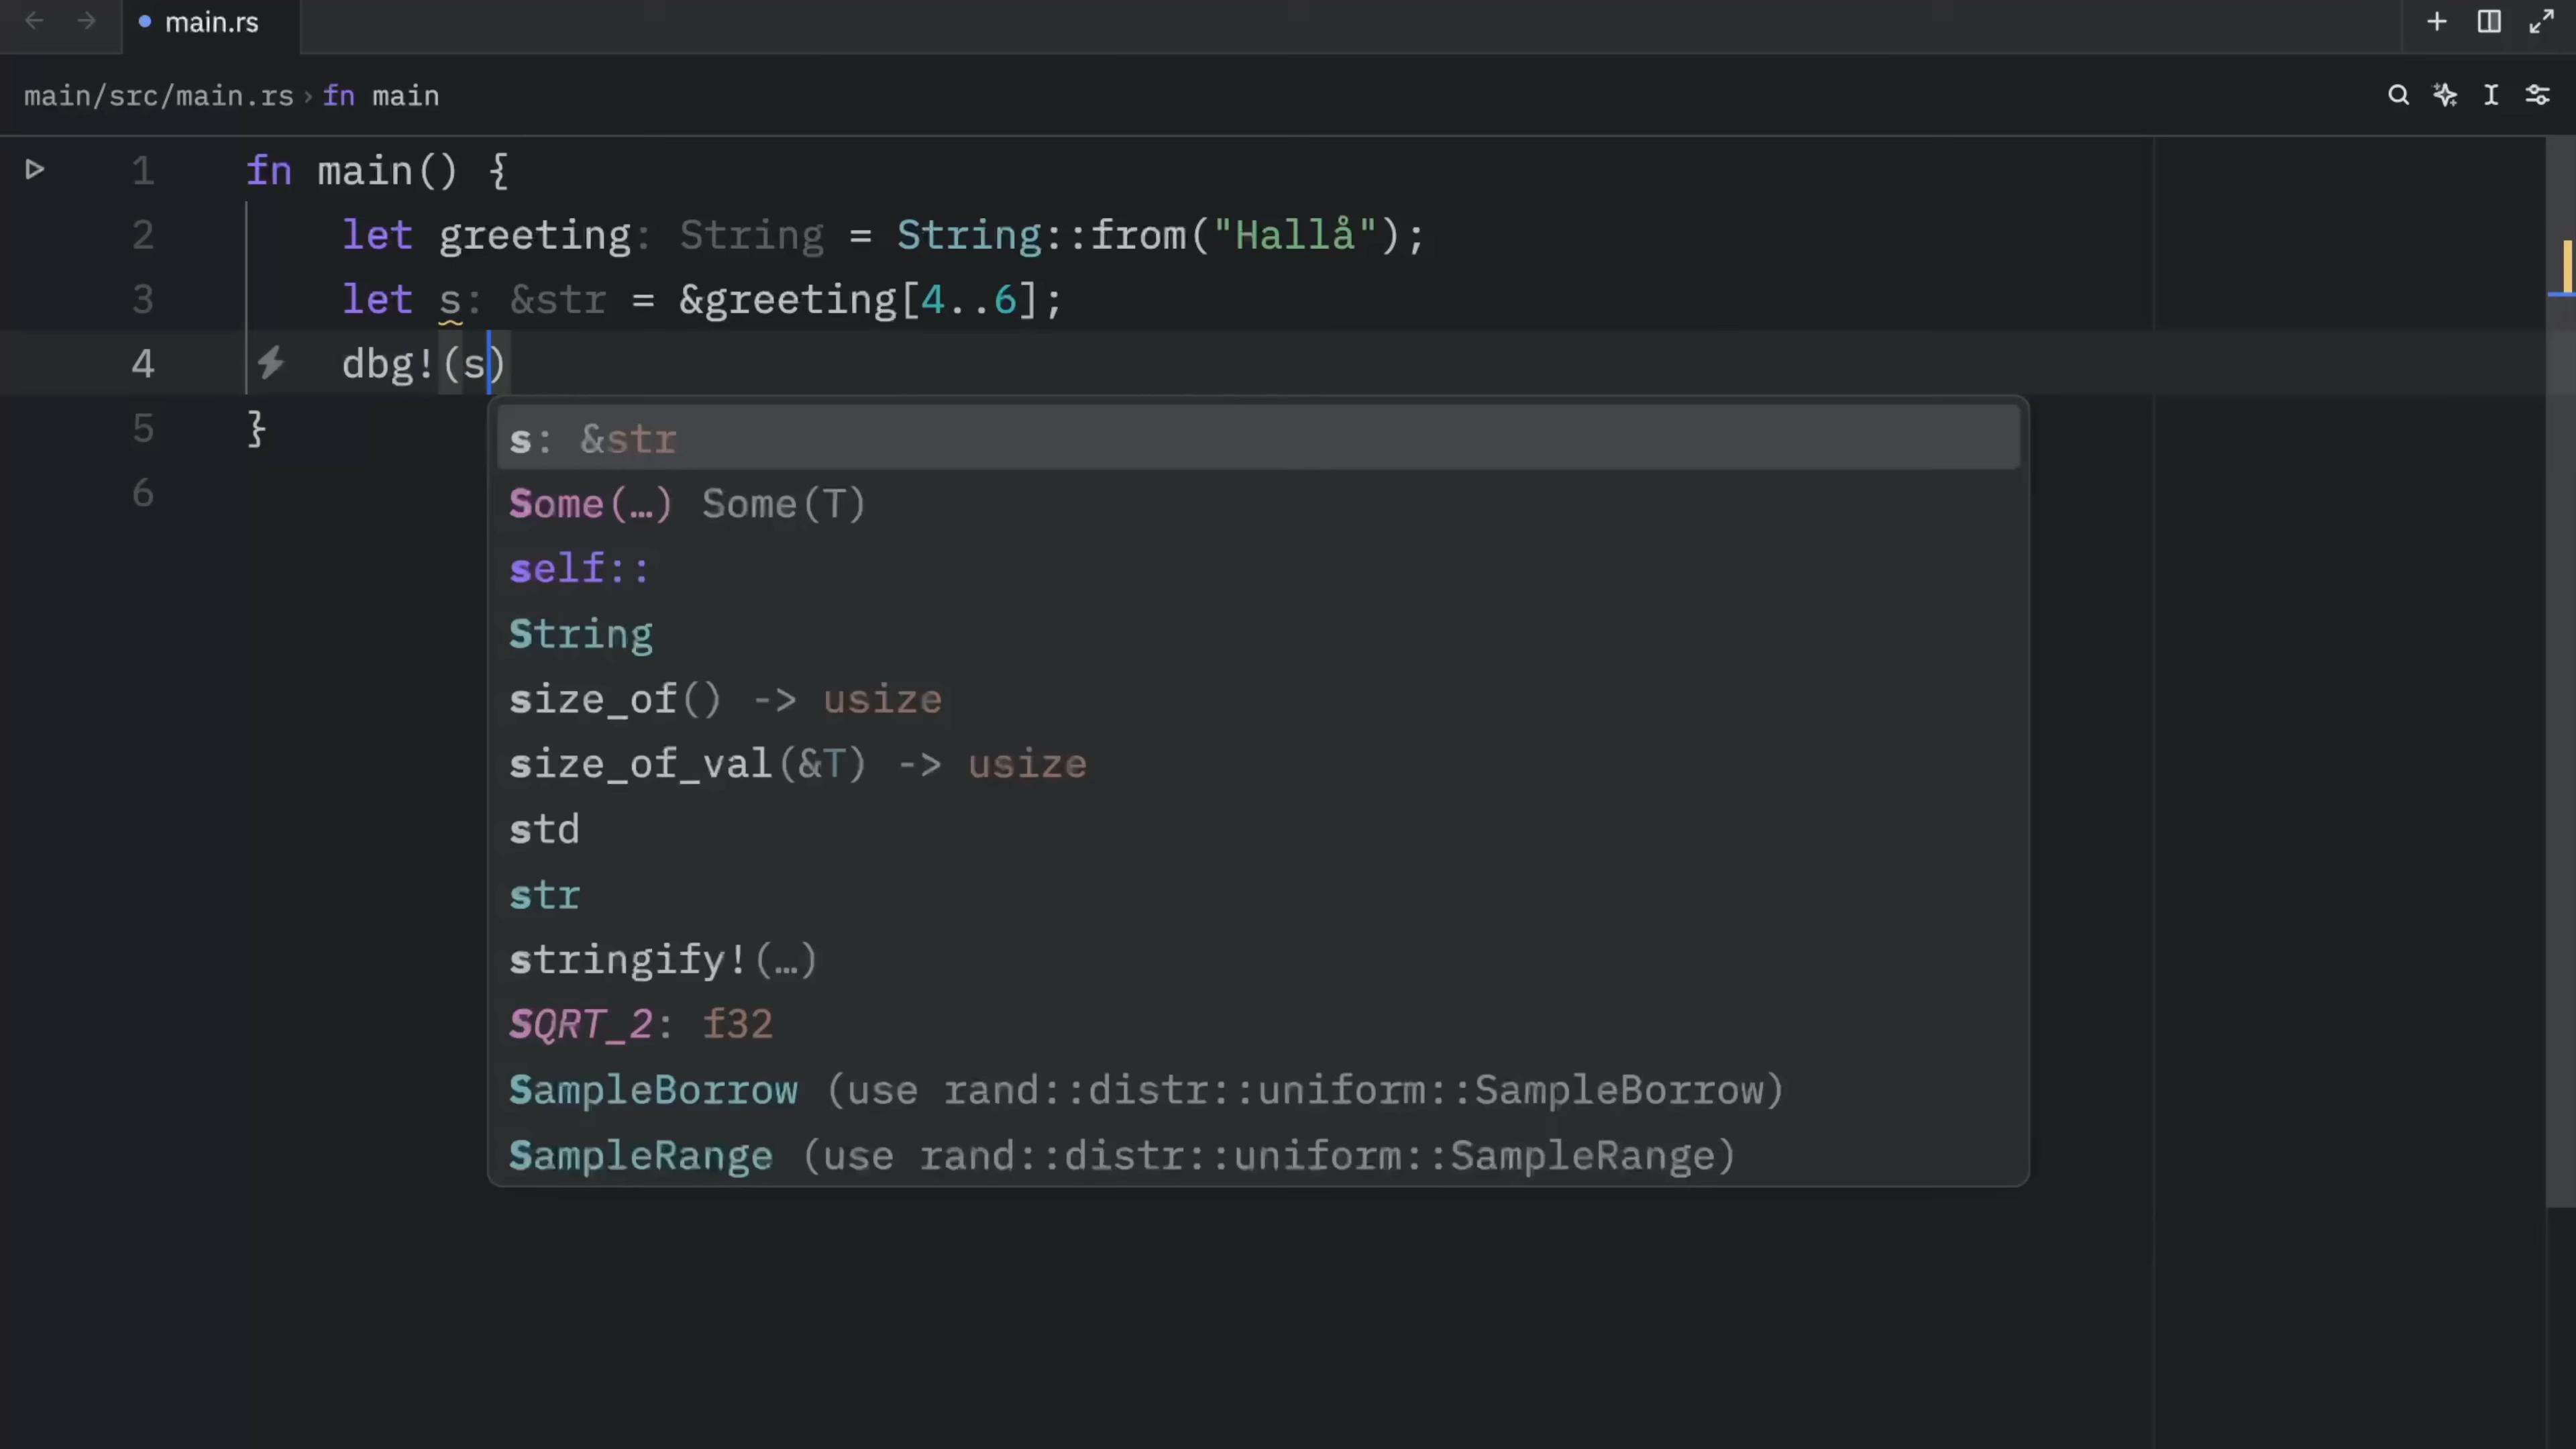 main.rs
main/src/main.rs › fn main
1 fn main() {
2 let greeting: String = String::from("Hallå");
3 let s: &str = &greeting[4..6];
4 dbg!(s)
5 }
6
s: &str
Some(…) Some(T)
self::
String
size_of() -> usize
size_of_val(&T) -> usize
std
str
stringify!(…)
SQRT_2: f32
SampleBorrow (use rand::distr::uniform::SampleBorrow)
SampleRange (use rand::distr::uniform::SampleRange)